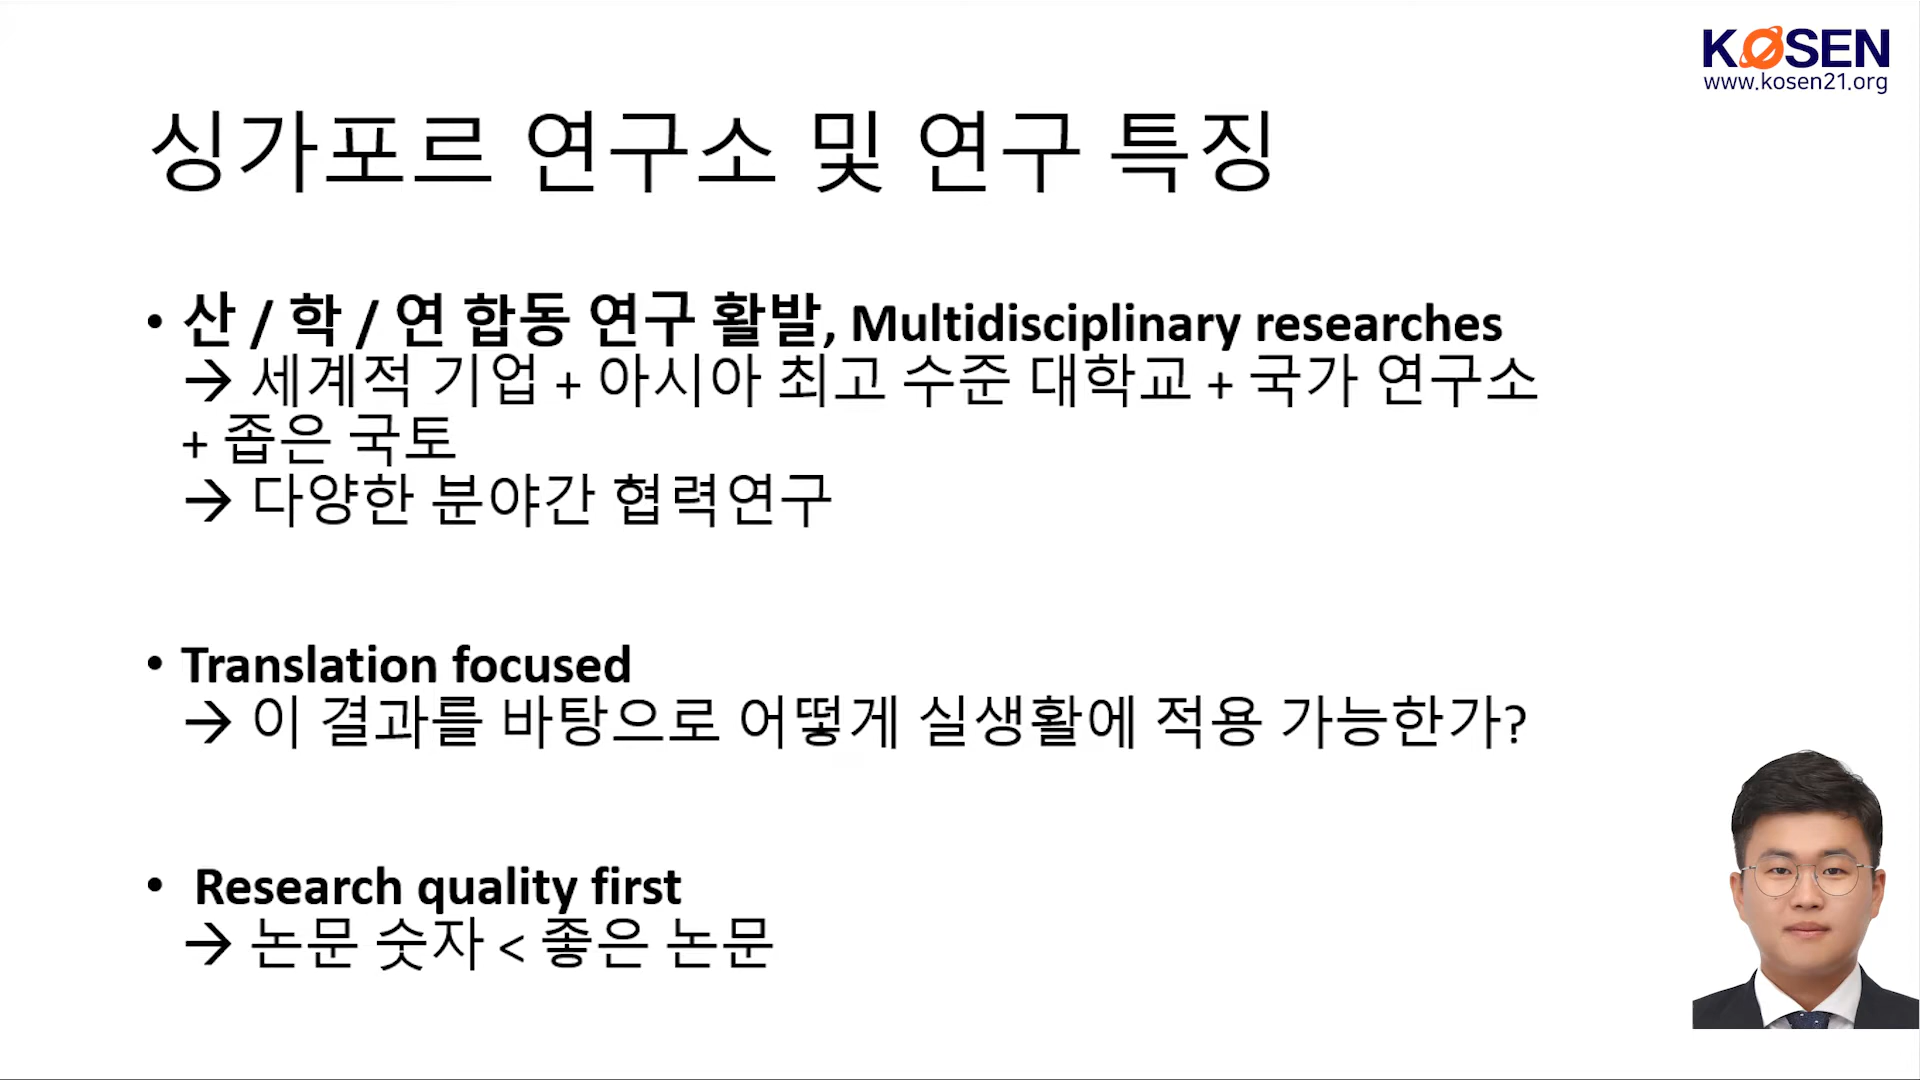 KOSEN
www.kosen21.org
싱가포르 연구소 및 연구 특징
• 산 / 학 / 연 합동 연구 활발, Multidisciplinary researches
→ 세계적 기업 + 아시아 최고 수준 대학교 + 국가 연구소
+ 좁은 국토
→ 다양한 분야간 협력연구
• Translation focused
→ 이 결과를 바탕으로 어떻게 실생활에 적용 가능한가?
• Research quality first
→ 논문 숫자 < 좋은 논문